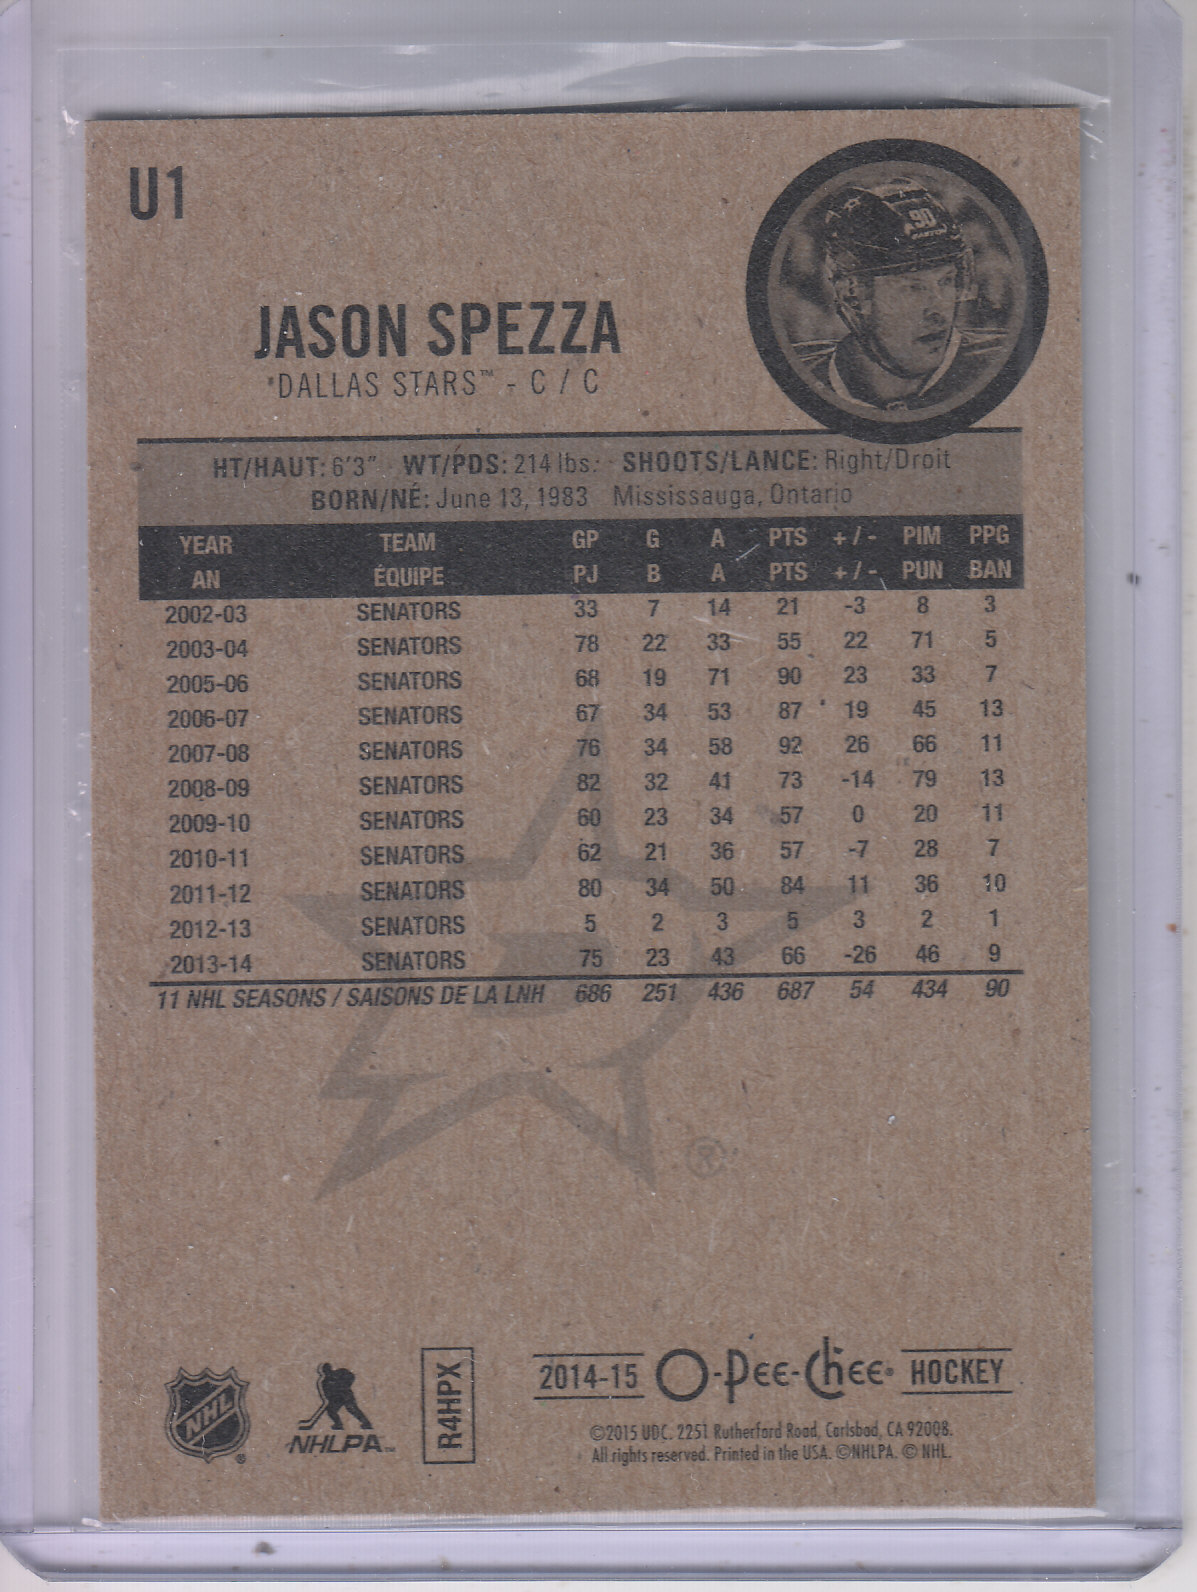 U1
90
EASTON
JASON SPEZZA
DALLAS STARS™ - C / C
HT/HAUT: 6'3" WT/PDS: 214 lbs. SHOOTS/LANCE: Right/Droit
BORN/NÉ: June 13, 1983 Mississauga, Ontario
YEAR TEAM GP G A PTS +/- PIM PPG
AN ÉQUIPE PJ B A PTS +/- PUN BAN
2002-03 SENATORS 33 7 14 21 -3 8 3
2003-04 SENATORS 78 22 33 55 22 71 5
2005-06 SENATORS 68 19 71 90 23 33 7
2006-07 SENATORS 67 34 53 87 19 45 13
2007-08 SENATORS 76 34 58 92 26 66 11
2008-09 SENATORS 82 32 41 73 -14 79 13
2009-10 SENATORS 60 23 34 57 0 20 11
2010-11 SENATORS 62 21 36 57 -7 28 7
2011-12 SENATORS 80 34 50 84 11 36 10
2012-13 SENATORS 5 2 3 5 3 2 1
2013-14 SENATORS 75 23 43 66 -26 46 9
11 NHL SEASONS / SAISONS DE LA LNH 686 251 436 687 54 434 90
®
NHL ®
NHLPA™
R4HPX
2014-15 O-Pee-Chee® HOCKEY
©2015 UDC. 2251 Rutherford Road, Carlsbad, CA 92008.
All rights reserved. Printed in the USA. ©NHLPA. © NHL.